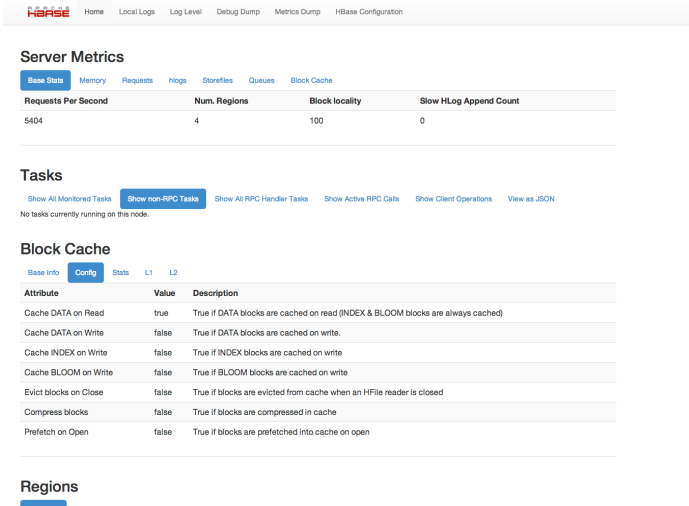 APACHE
HBASE Home Local Logs Log Level Debug Dump Metrics Dump HBase Configuration
Server Metrics
Base Stats Memory Requests hlogs Storefiles Queues Block Cache
Requests Per Second Num. Regions Block locality Slow HLog Append Count
5404 4 100 0
Tasks
Show All Monitored Tasks Show non-RPC Tasks Show All RPC Handler Tasks Show Active RPC Calls Show Client Operations View as JSON
No tasks currently running on this node.
Block Cache
Base Info Config Stats L1 L2
Attribute Value Description
Cache DATA on Read true True if DATA blocks are cached on read (INDEX & BLOOM blocks are always cached)
Cache DATA on Write false True if DATA blocks are cached on write.
Cache INDEX on Write false True if INDEX blocks are cached on write
Cache BLOOM on Write false True if BLOOM blocks are cached on write
Evict blocks on Close false True if blocks are evicted from cache when an HFile reader is closed
Compress blocks false True if blocks are compressed in cache
Prefetch on Open false True if blocks are prefetched into cache on open
Regions